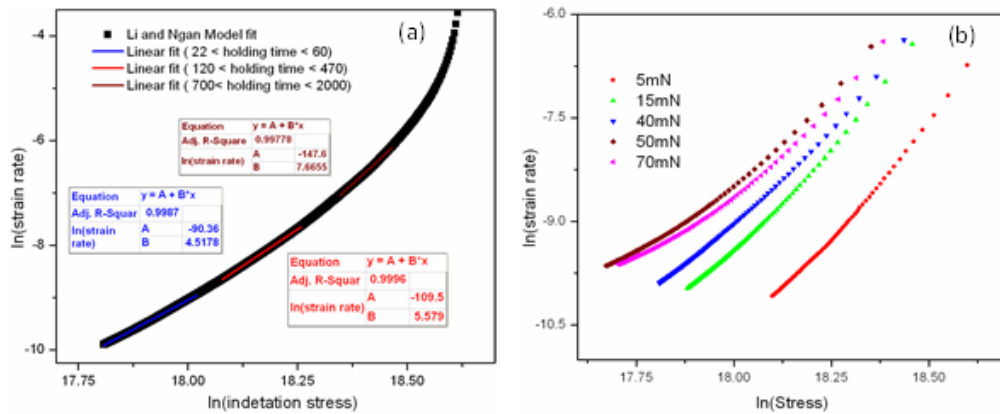 (a)
Li and Ngan Model fit
Linear fit ( 22 < holding time < 60)
Linear fit ( 120 < holding time < 470)
Linear fit ( 700< holding time < 2000)
Equation y = A + B*x
Adj. R-Square 0.99778
ln(strain rate) A -147.6
B 7.6655
Equation y = A + B*x
Adj. R-Squar 0.9987
ln(strain rate) A -90.36
B 4.5178
Equation y = A + B*x
Adj. R-Squar 0.9996
ln(strain rate) A -109.5
B 5.579
ln(strain rate)
-4
-6
-8
-10
17.75 18.00 18.25 18.50
ln(indetation stress)
(b)
5mN
15mN
40mN
50mN
70mN
ln(strain rate)
-6.0
-7.5
-9.0
-10.5
17.75 18.00 18.25 18.50
ln(Stress)